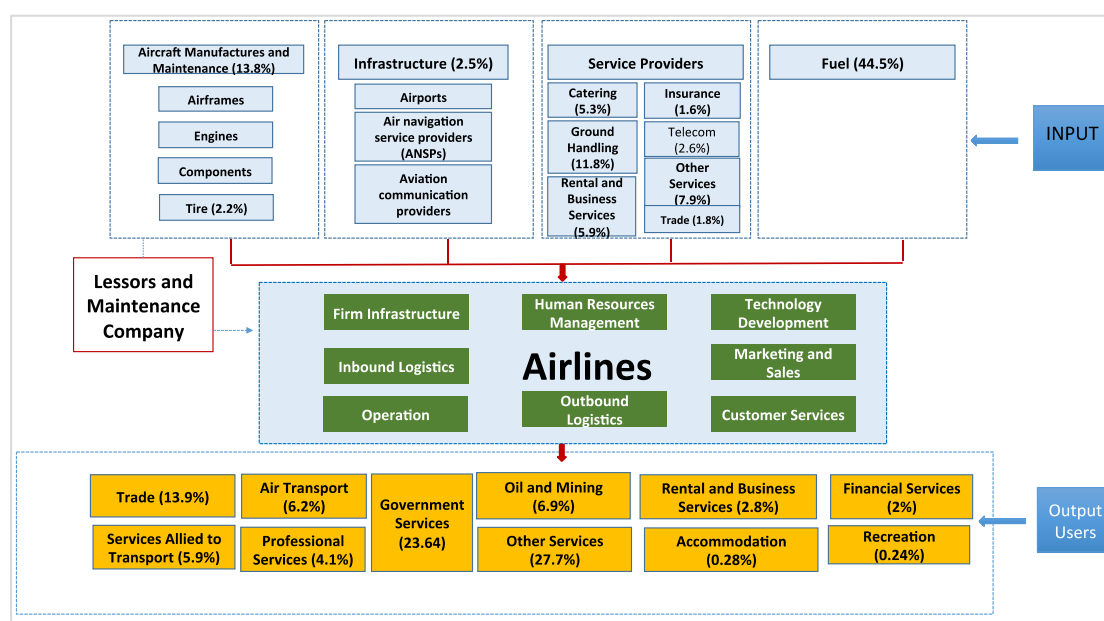 Aircraft Manufactures and
Maintenance (13.8%)
Airframes
Engines
Components
Tire (2.2%)
Infrastructure (2.5%)
Airports
Air navigation
service providers
(ANSPs)
Aviation
communication
providers
Service Providers
Catering
(5.3%)
Ground
Handling
(11.8%)
Rental and
Business
Services
(5.9%)
Insurance
(1.6%)
Telecom
(2.6%)
Other
Services
(7.9%)
Trade (1.8%)
Fuel (44.5%)
INPUT
Lessors and
Maintenance
Company
Firm Infrastructure
Human Resources
Management
Technology
Development
Inbound Logistics
Airlines
Marketing and
Sales
Operation
Outbound
Logistics
Customer Services
Trade (13.9%)
Air Transport
(6.2%)
Government
Services
(23.64)
Oil and Mining
(6.9%)
Rental and Business
Services (2.8%)
Financial Services
(2%)
Services Allied to
Transport (5.9%)
Professional
Services (4.1%)
Other Services
(27.7%)
Accommodation
(0.28%)
Recreation
(0.24%)
Output
Users